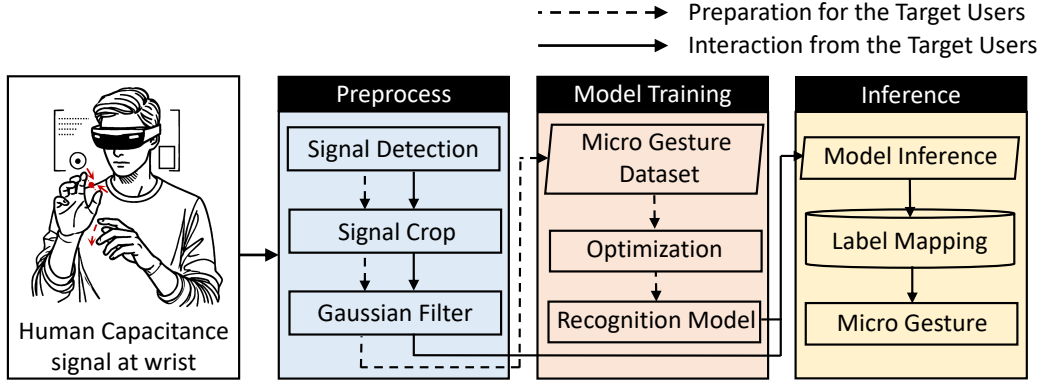 Preparation for the Target Users
Interaction from the Target Users
Human Capacitance
signal at wrist
Preprocess
Signal Detection
Signal Crop
Gaussian Filter
Model Training
Micro Gesture
Dataset
Optimization
Recognition Model
Inference
Model Inference
Label Mapping
Micro Gesture